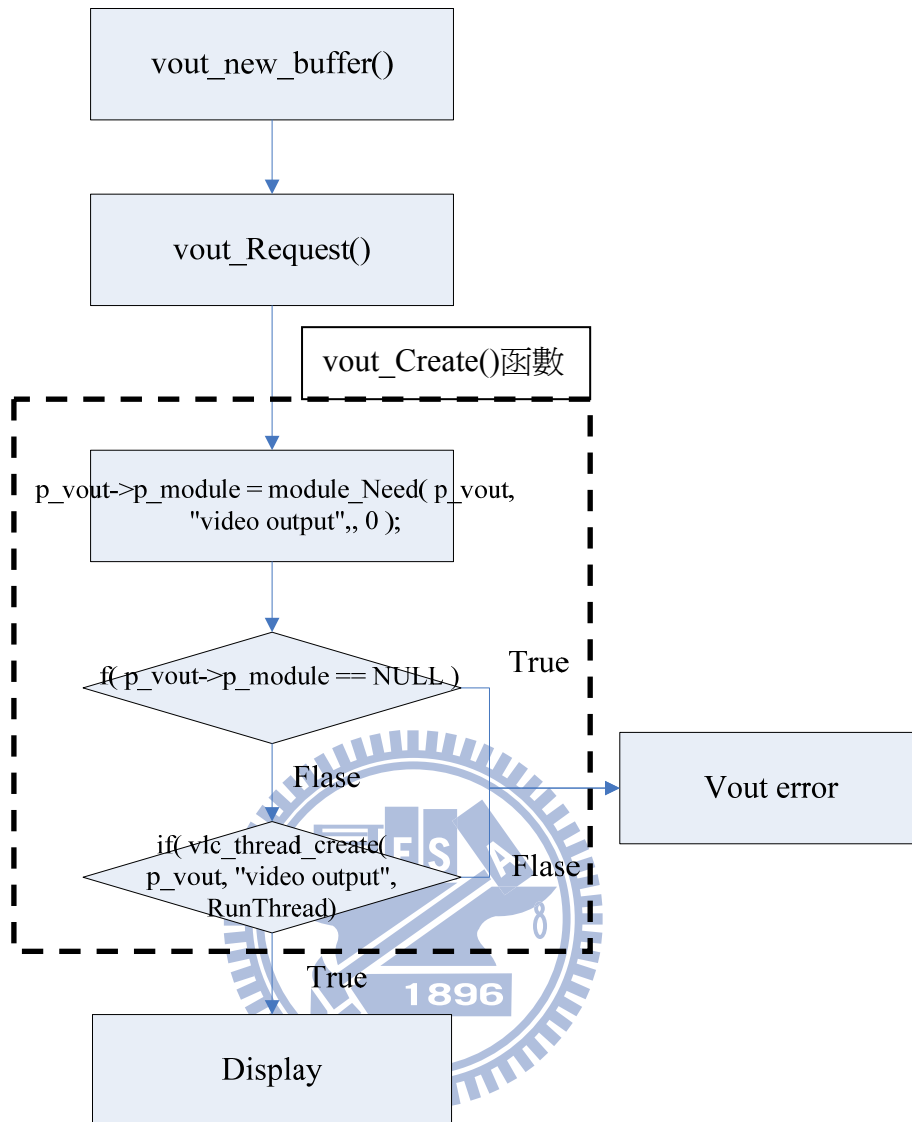 vout_new_buffer()
vout_Request()
vout_Create()函數
p_vout->p_module = module_Need( p_vout,
"video output",, 0 );
f( p_vout->p_module == NULL )
True
Flase
Vout error
if( vlc_thread_create(
p_vout, "video output",
RunThread)
Flase
E S A
8
True
1896
Display